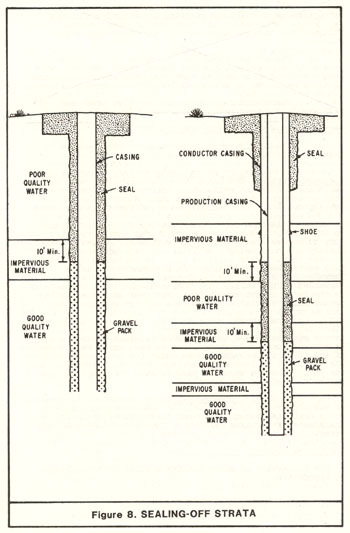 CASING
POOR
QUALITY
WATER
SEAL
10' Min.
IMPERVIOUS
MATERIAL
GOOD
QUALITY
WATER
GRAVEL
PACK
CONDUCTOR CASING
SEAL
PRODUCTION CASING
SHOE
IMPERVIOUS MATERIAL
10' Min.
POOR QUALITY
WATER
SEAL
IMPERVIOUS
MATERIAL
10' Min.
GOOD
QUALITY
WATER
GRAVEL
PACK
IMPERVIOUS MATERIAL
GOOD
QUALITY
WATER
Figure 8. SEALING-OFF STRATA